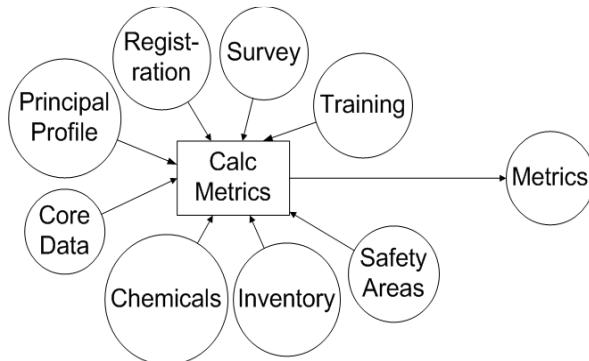 Regist-
ration
Survey
Training
Principal
Profile
Calc
Metrics
Metrics
Core
Data
Safety
Areas
Chemicals
Inventory